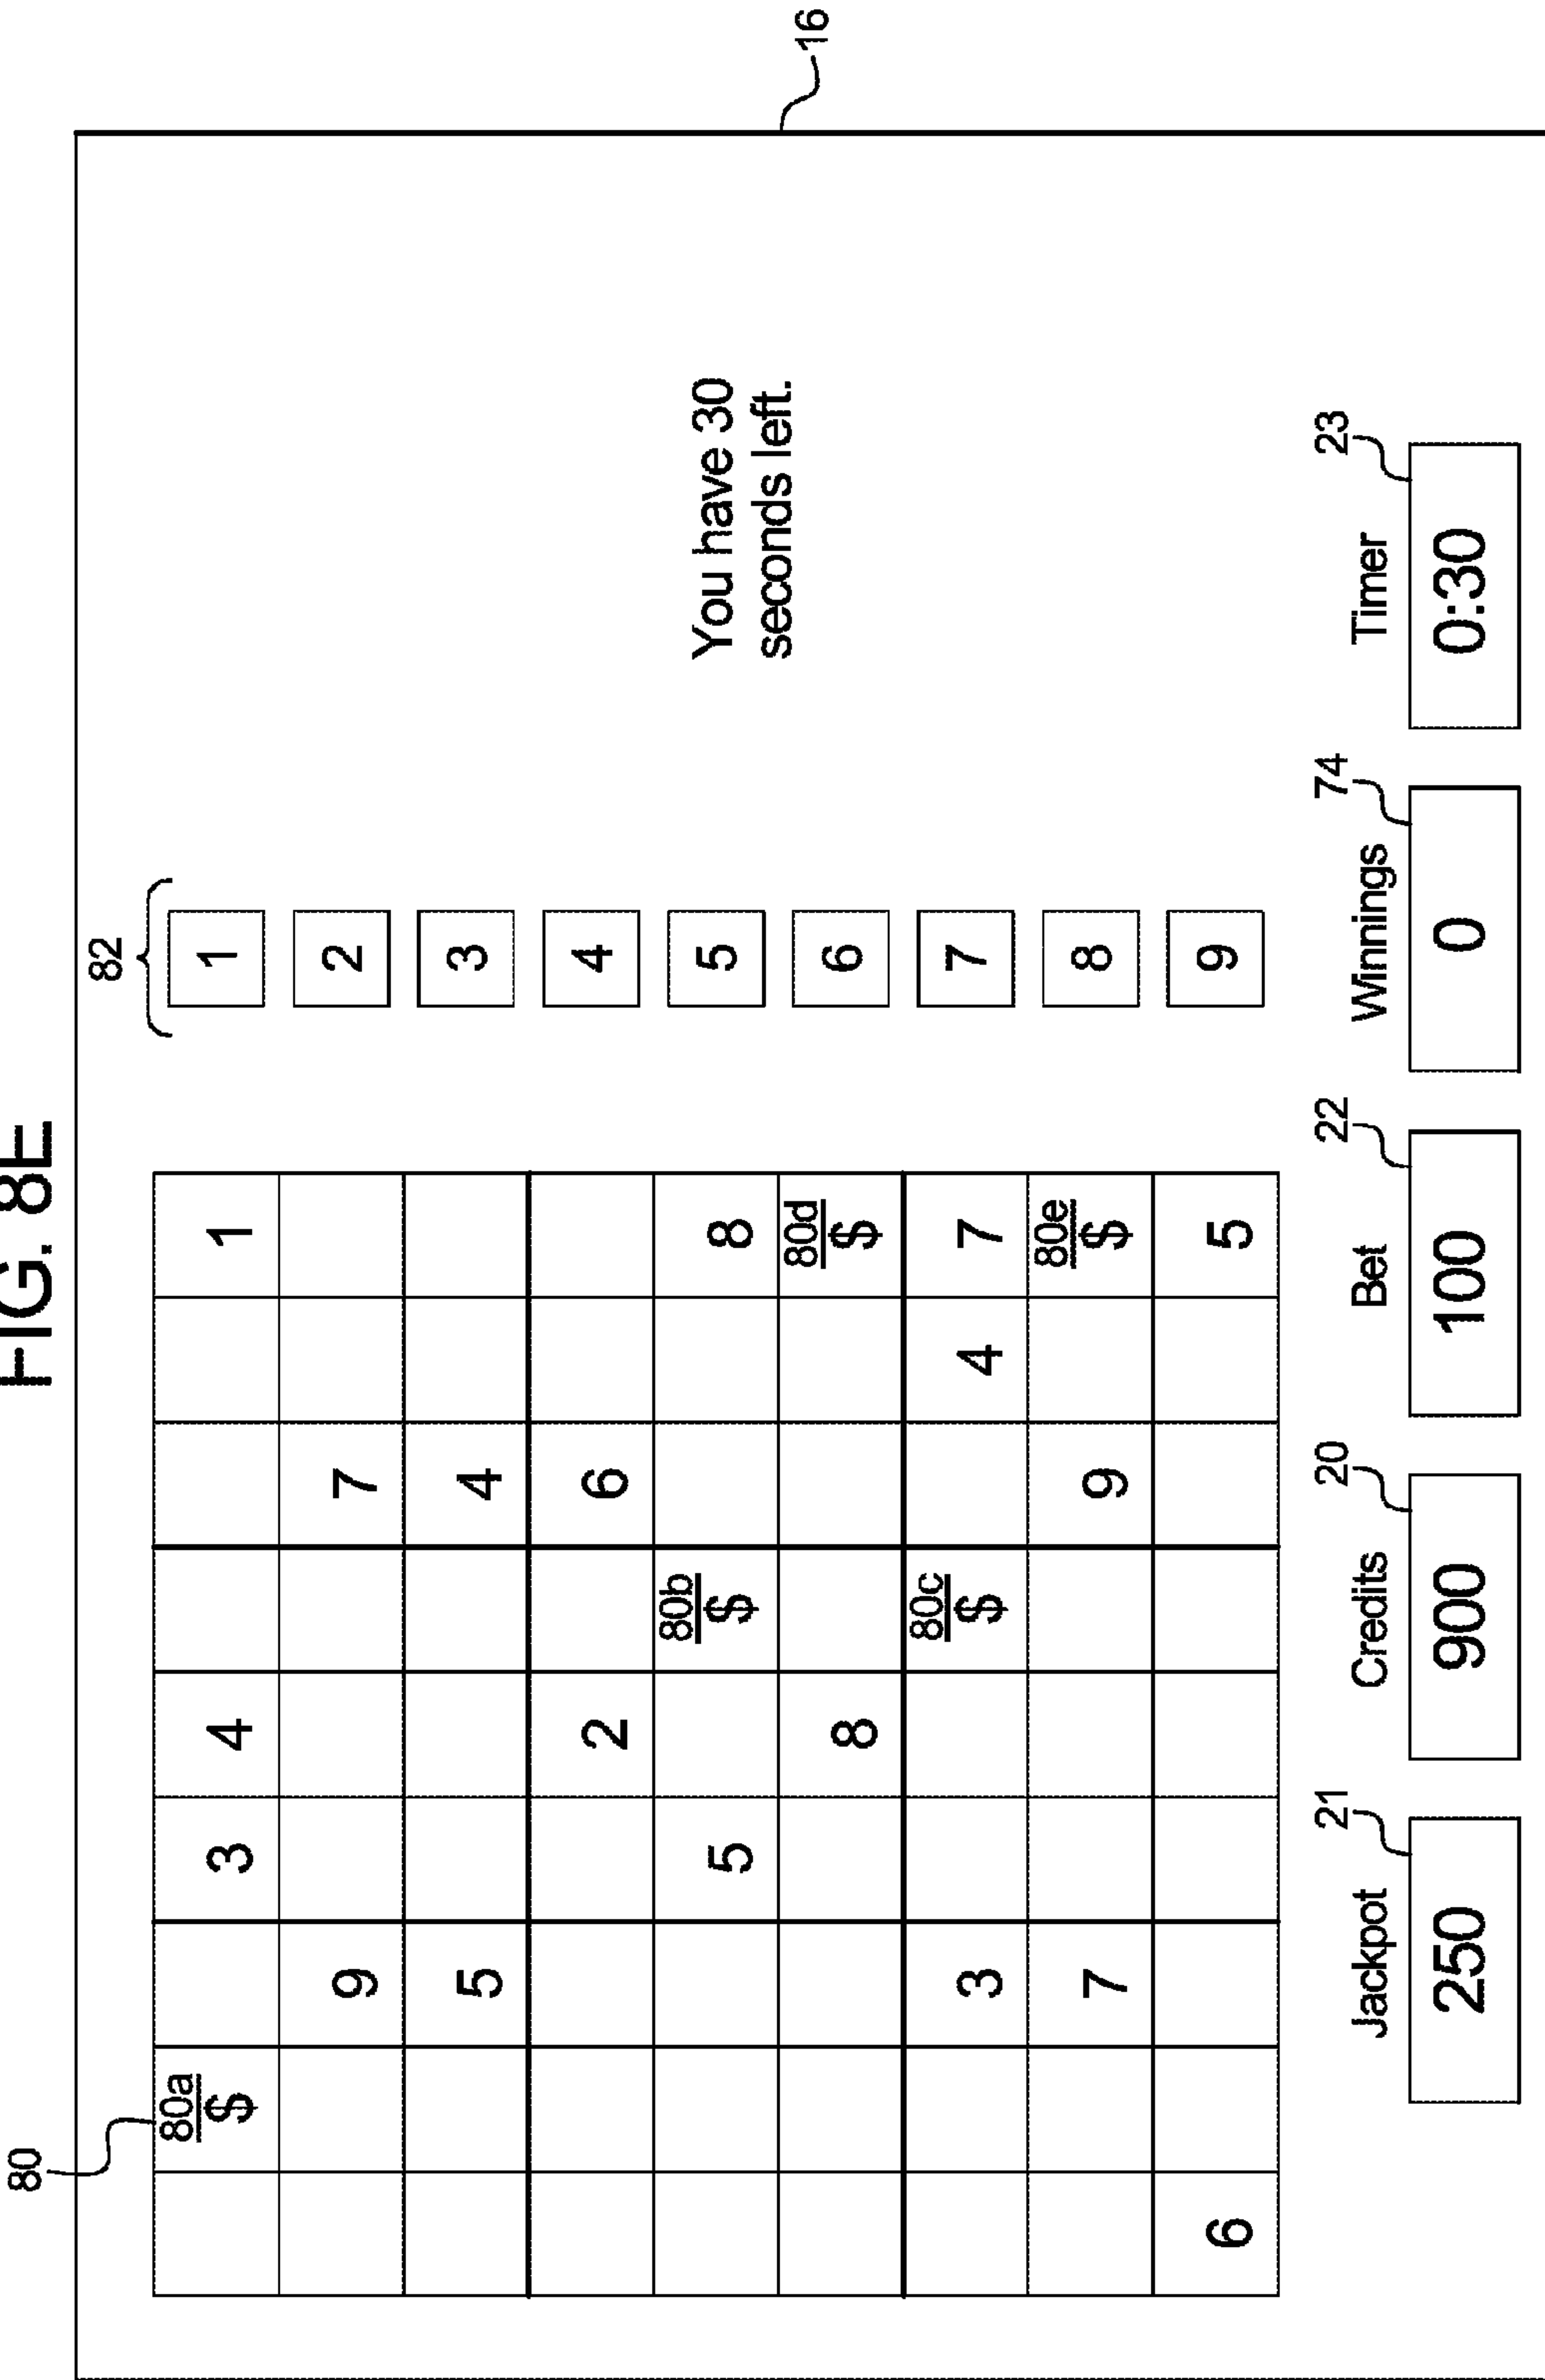 FIG. 8E
80
82
80a
$ 3 4 1 1
9 7 2
5 4 3
2 6 4
80b
5 $ 8 5
You have 30
seconds left.
80d
8 $ 6
16
80c
3 $ 4 7 7
80e
7 9 $ 8
6 5 9
21 20 22 74 23
Jackpot Credits Bet Winnings Timer
250 900 100 0 0:30